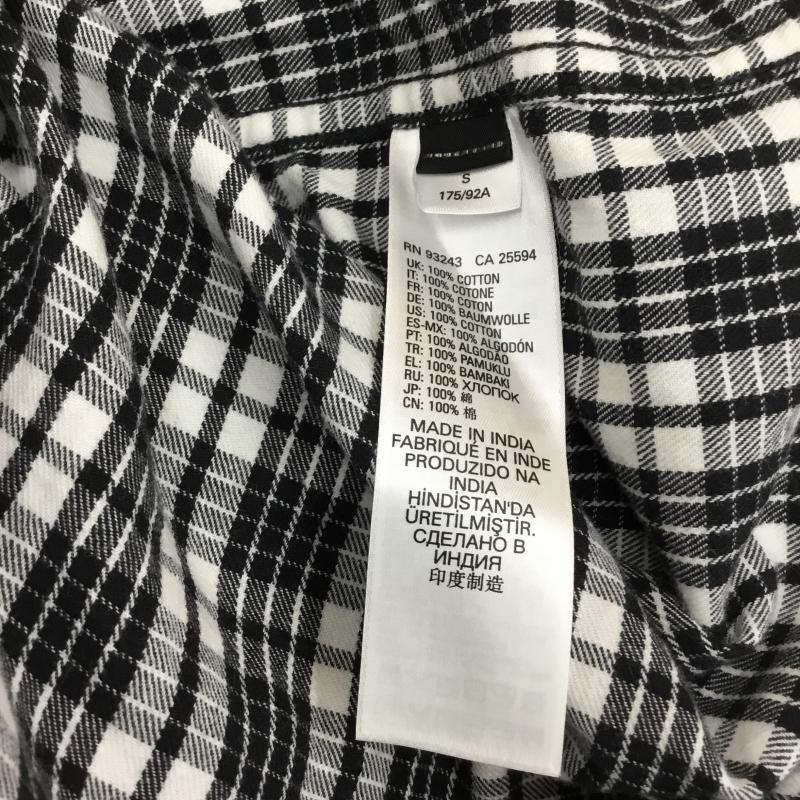 S
175/92A
RN 93243 CA 25594
UK: 100% COTTON
IT: 100% COTONE
FR: 100% COTON
DE: 100% BAUMWOLLE
US: 100% COTTON
ES-MX: 100% ALGODÓN
PT: 100% ALGODÃO
TR: 100% PAMUKLU
EL: 100% BAMBAKI
RU: 100% ХЛОПОК
JP: 100% 綿
CN: 100% 棉
MADE IN INDIA
FABRIQUÉ EN INDE
PRODUZIDO NA
INDIA
HİNDİSTAN'DA
ÜRETİLMİŞTİR.
СДЕЛАНО В
ИНДИЯ
印度制造